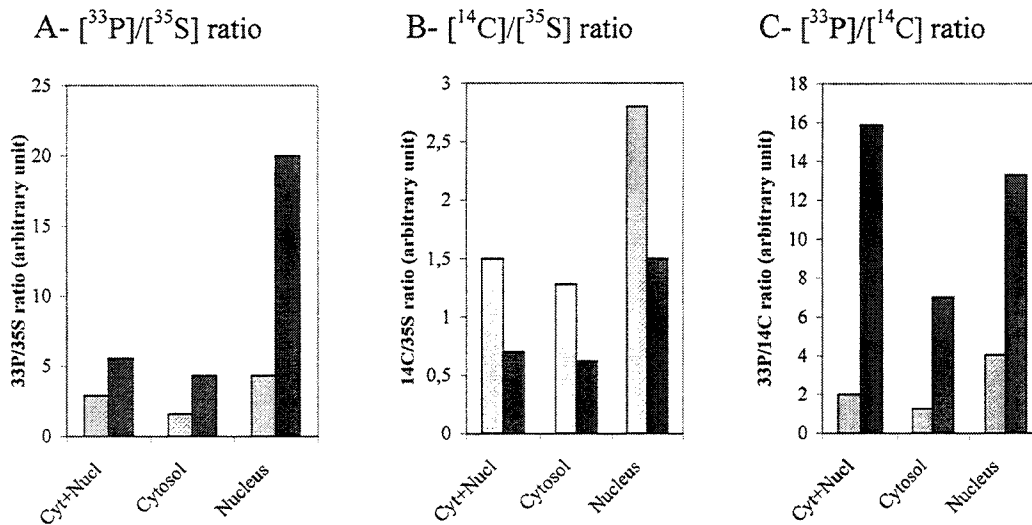 A- [³³P]/[³⁵S] ratio
33P/35S ratio (arbitrary unit)
25
20
15
10
5
0
Cyt+Nucl
Cytosol
Nucleus
B- [¹⁴C]/[³⁵S] ratio
14C/35S ratio (arbitrary unit)
3
2,5
2
1,5
1
0,5
0
Cyt+Nucl
Cytosol
Nucleus
C- [³³P]/[¹⁴C] ratio
33P/14C ratio (arbitrary unit)
18
16
14
12
10
8
6
4
2
0
Cyt+Nucl
Cytosol
Nucleus